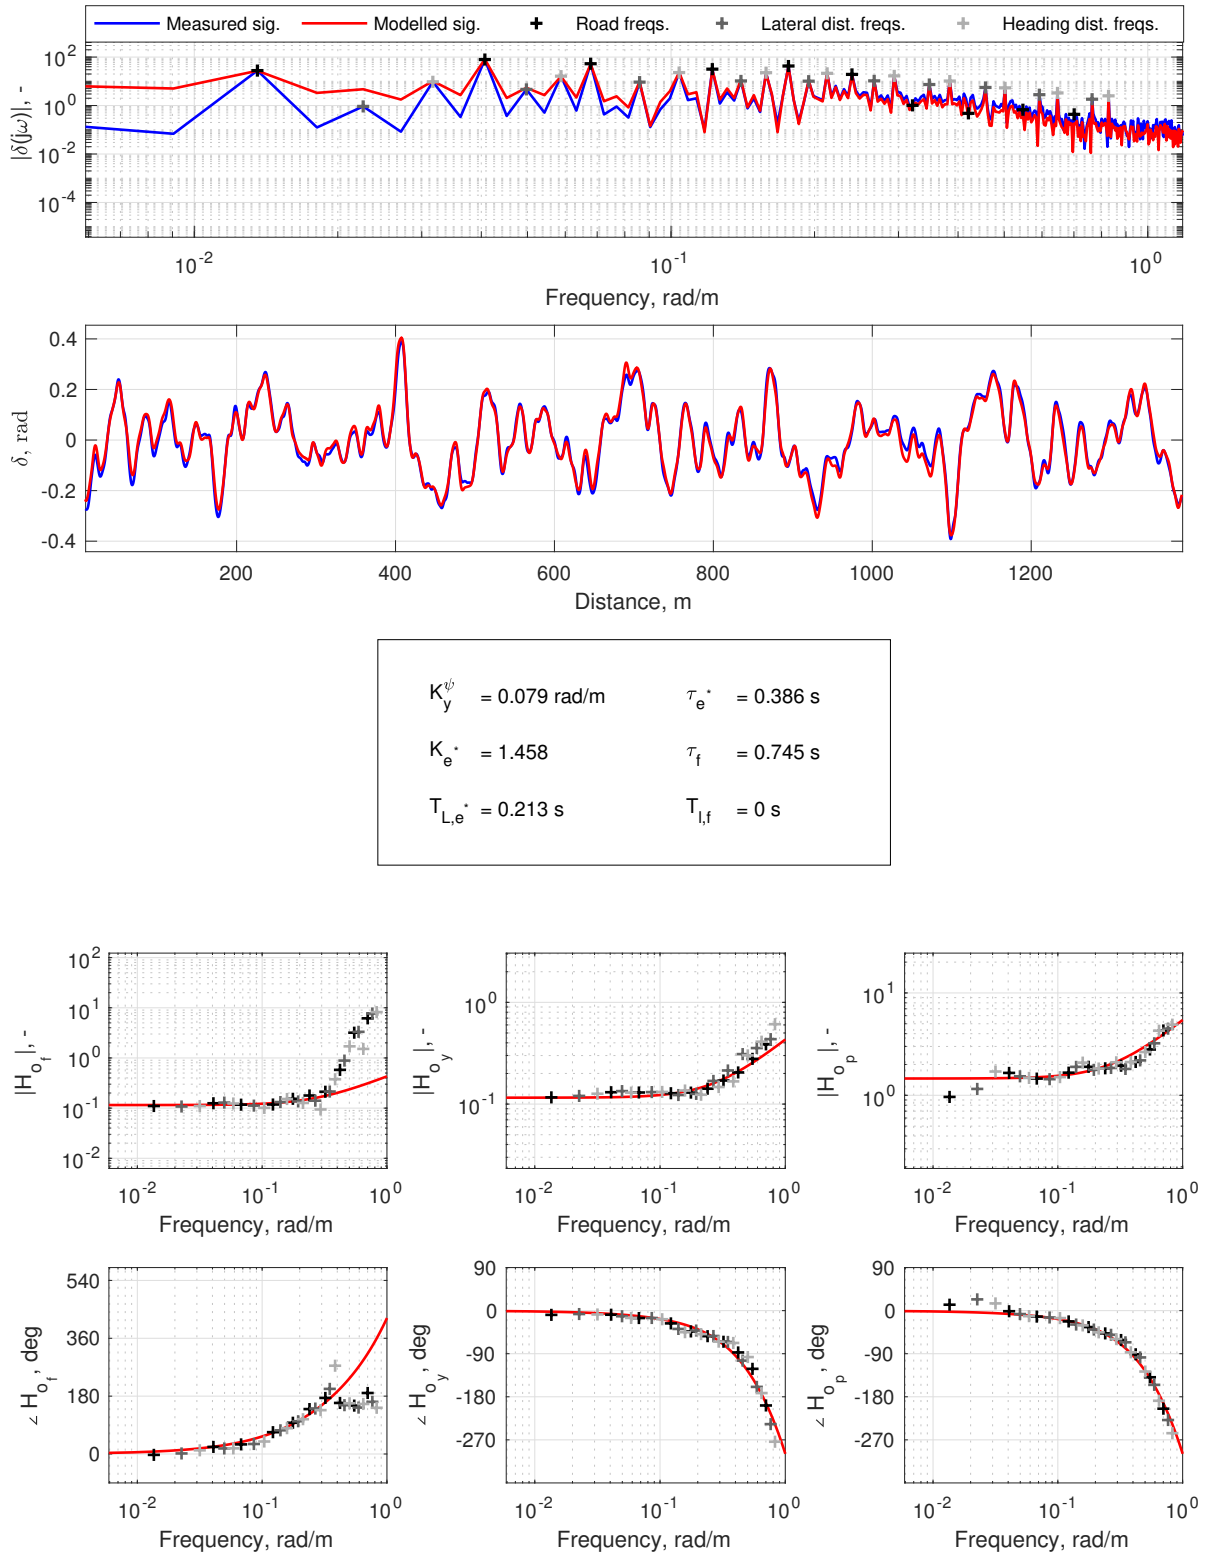 Measured sig. Modelled sig. Road freqs. Lateral dist. freqs. Heading dist. freqs.
|δ(jω)|, -
10^2
10^0
10^-2
10^-4
10^-2 10^-1 10^0
Frequency, rad/m
δ, rad
0.4
0.2
0
-0.2
-0.4
200 400 600 800 1000 1200
Distance, m
K_y^ψ = 0.079 rad/m τ_e* = 0.386 s
K_e* = 1.458 τ_f = 0.745 s
T_L,e* = 0.213 s T_l,f = 0 s
|H_o_f|, -
10^2
10^1
10^0
10^-1
10^-2
10^-2 10^-1 10^0
Frequency, rad/m
|H_o_y|, -
10^0
10^-1
10^-2 10^-1 10^0
Frequency, rad/m
|H_o_p|, -
10^1
10^0
10^-2 10^-1 10^0
Frequency, rad/m
∠ H_o_f, deg
540
360
180
0
10^-2 10^-1 10^0
Frequency, rad/m
∠ H_o_y, deg
90
0
-90
-180
-270
10^-2 10^-1 10^0
Frequency, rad/m
∠ H_o_p, deg
90
0
-90
-180
-270
10^-2 10^-1 10^0
Frequency, rad/m